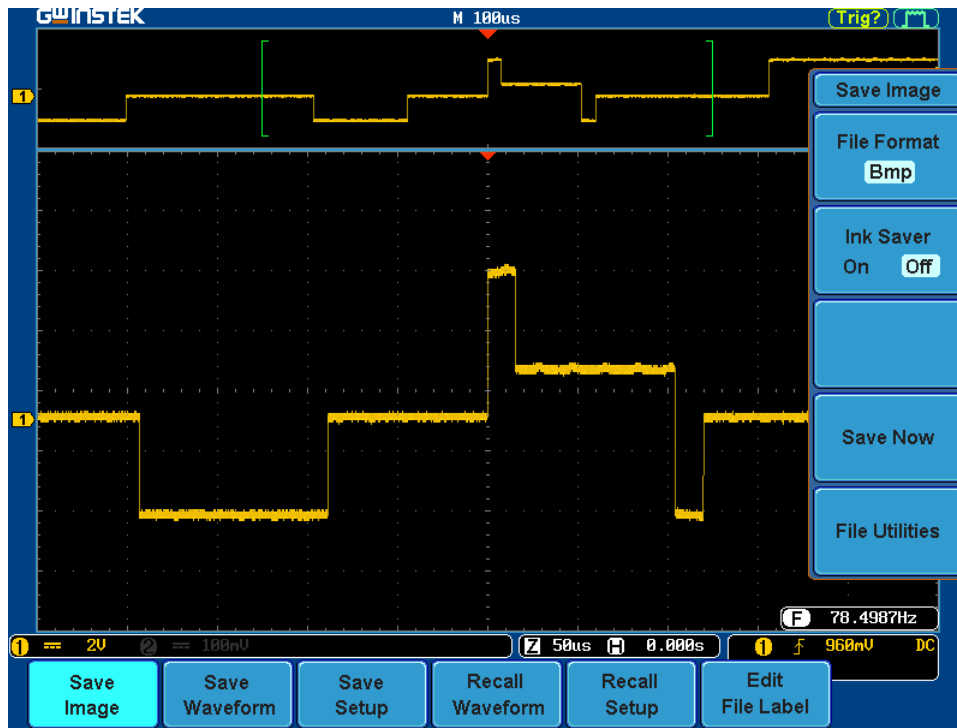 GWINSTEK
M 100us
Trig?
1
Save Image
File Format
Bmp
Ink Saver
On Off
1
Save Now
File Utilities
F 78.4987Hz
1 2V 2 100mV Z 50us H 0.000s 1 960mV DC
Save Image
Save Waveform
Save Setup
Recall Waveform
Recall Setup
Edit File Label